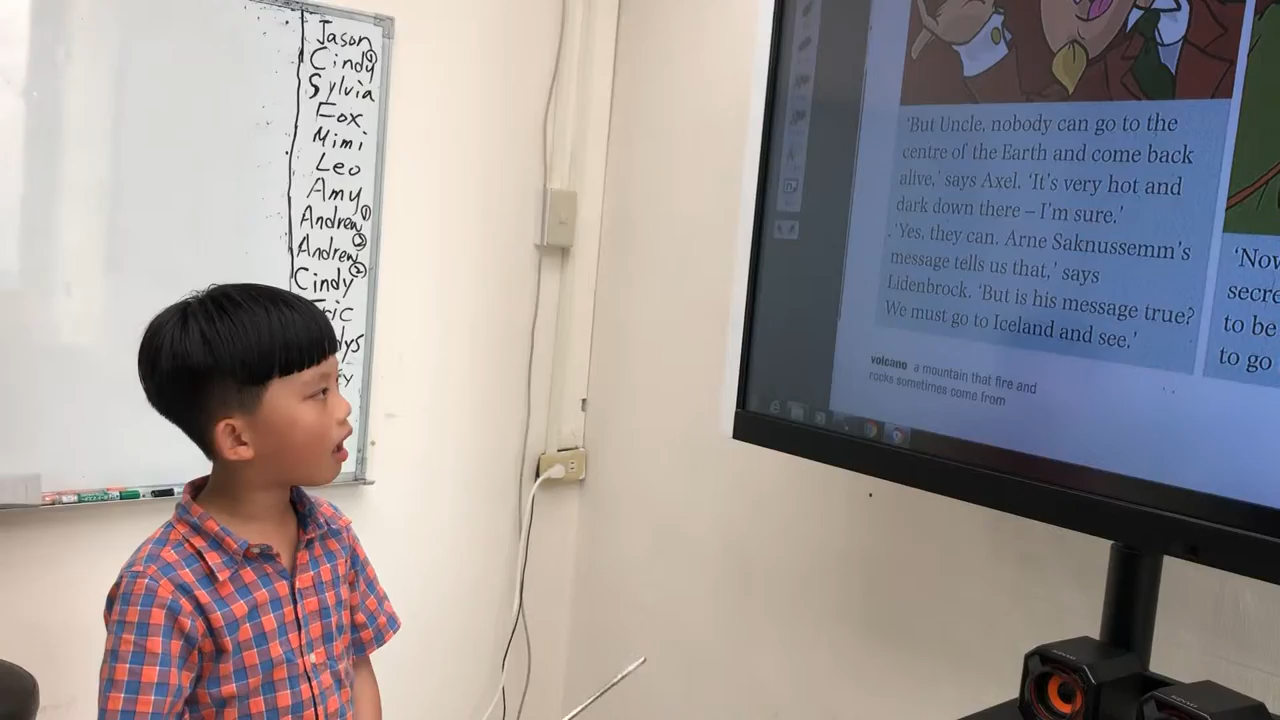 Jason
Cindy
Sylvia
Fox
Mimi
Leo
Amy
Andrew①
Andrew③
Cindy②
'But Uncle, nobody can go to the
centre of the Earth and come back
alive,' says Axel. 'It's very hot and
dark down there – I'm sure.'
'Yes, they can. Arne Saknussemm's
message tells us that,' says
Lidenbrock. 'But is his message true?
We must go to Iceland and see.'
volcano a mountain that fire and
rocks sometimes come from
'Now
secre
to be
to go